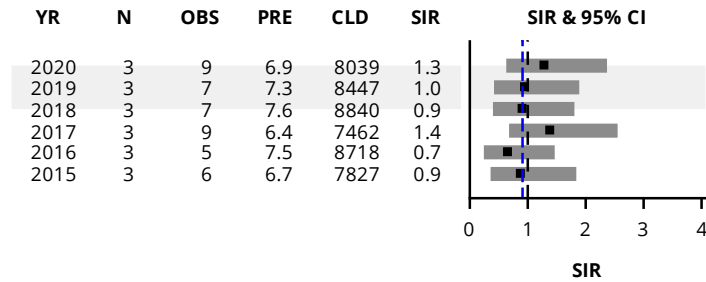 YR N OBS PRE CLD SIR SIR & 95% CI
2020 3 9 6.9 8039 1.3
2019 3 7 7.3 8447 1.0
2018 3 7 7.6 8840 0.9
2017 3 9 6.4 7462 1.4
2016 3 5 7.5 8718 0.7
2015 3 6 6.7 7827 0.9
0 1 2 3 4
SIR